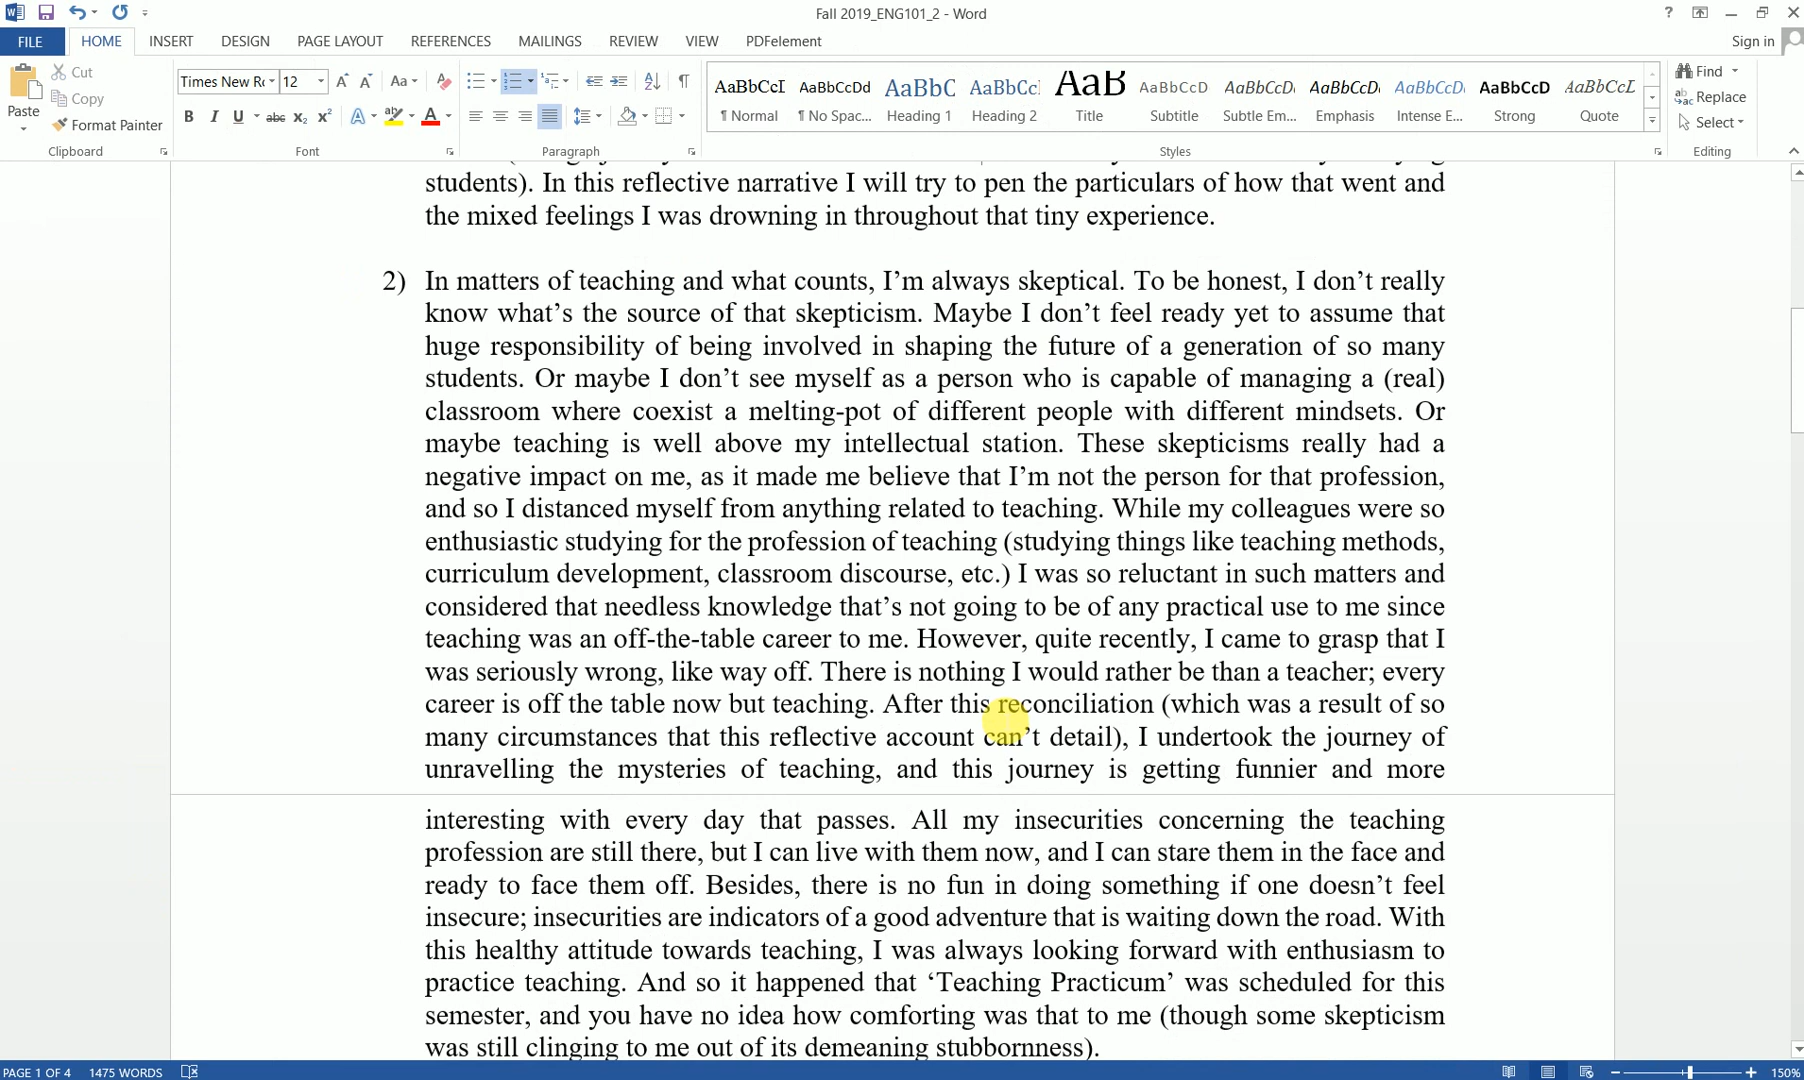 Fall 2019_ENG101_2 - Word
?
FILE HOME INSERT DESIGN PAGE LAYOUT REFERENCES MAILINGS REVIEW VIEW PDFelement Sign in
Paste
Cut
Copy
Format Painter
Clipboard
Times New Rc 12
Font
Paragraph
AaBbCcI AaBbCcDd AaBbC AaBbCcI AaB AaBbCcD AaBbCcDt AaBbCcDt AaBbCcDt AaBbCcDc AaBbCcL
¶ Normal ¶ No Spac... Heading 1 Heading 2 Title Subtitle Subtle Em... Emphasis Intense E... Strong Quote
Styles
Find
Replace
Select
Editing
students). In this reflective narrative I will try to pen the particulars of how that went and
the mixed feelings I was drowning in throughout that tiny experience.
2) In matters of teaching and what counts, I’m always skeptical. To be honest, I don’t really
know what’s the source of that skepticism. Maybe I don’t feel ready yet to assume that
huge responsibility of being involved in shaping the future of a generation of so many
students. Or maybe I don’t see myself as a person who is capable of managing a (real)
classroom where coexist a melting-pot of different people with different mindsets. Or
maybe teaching is well above my intellectual station. These skepticisms really had a
negative impact on me, as it made me believe that I’m not the person for that profession,
and so I distanced myself from anything related to teaching. While my colleagues were so
enthusiastic studying for the profession of teaching (studying things like teaching methods,
curriculum development, classroom discourse, etc.) I was so reluctant in such matters and
considered that needless knowledge that’s not going to be of any practical use to me since
teaching was an off-the-table career to me. However, quite recently, I came to grasp that I
was seriously wrong, like way off. There is nothing I would rather be than a teacher; every
career is off the table now but teaching. After this reconciliation (which was a result of so
many circumstances that this reflective account can’t detail), I undertook the journey of
unravelling the mysteries of teaching, and this journey is getting funnier and more
interesting with every day that passes. All my insecurities concerning the teaching
profession are still there, but I can live with them now, and I can stare them in the face and
ready to face them off. Besides, there is no fun in doing something if one doesn’t feel
insecure; insecurities are indicators of a good adventure that is waiting down the road. With
this healthy attitude towards teaching, I was always looking forward with enthusiasm to
practice teaching. And so it happened that ‘Teaching Practicum’ was scheduled for this
semester, and you have no idea how comforting was that to me (though some skepticism
was still clinging to me out of its demeaning stubbornness).
PAGE 1 OF 4 1475 WORDS 150%